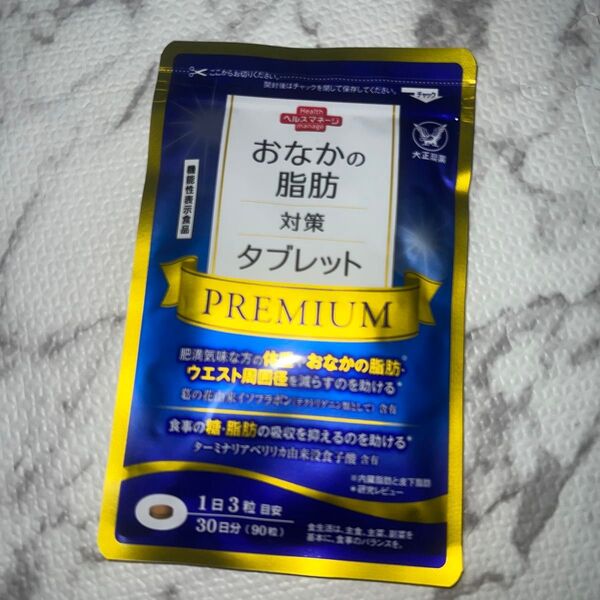 ここからお切りください。
開封後はチャックを閉じて保存してください。
チャック
Health
ヘルスマネージ
manage
大正製薬
機能性表示食品
おなかの
脂肪
対策
タブレット
PREMIUM
肥満気味な方の体重やおなかの脂肪※、
ウエスト周囲径を減らすのを助ける*
葛の花由来イソフラボン(テクトリゲニン類として)含有
食事の糖・脂肪の吸収を抑えるのを助ける*
ターミナリアベリリカ由来没食子酸 含有
※内臓脂肪と皮下脂肪
*研究レビュー
1日3粒 目安
30日分(90粒)
食生活は、主食、主菜、副菜を
基本に、食事のバランスを。